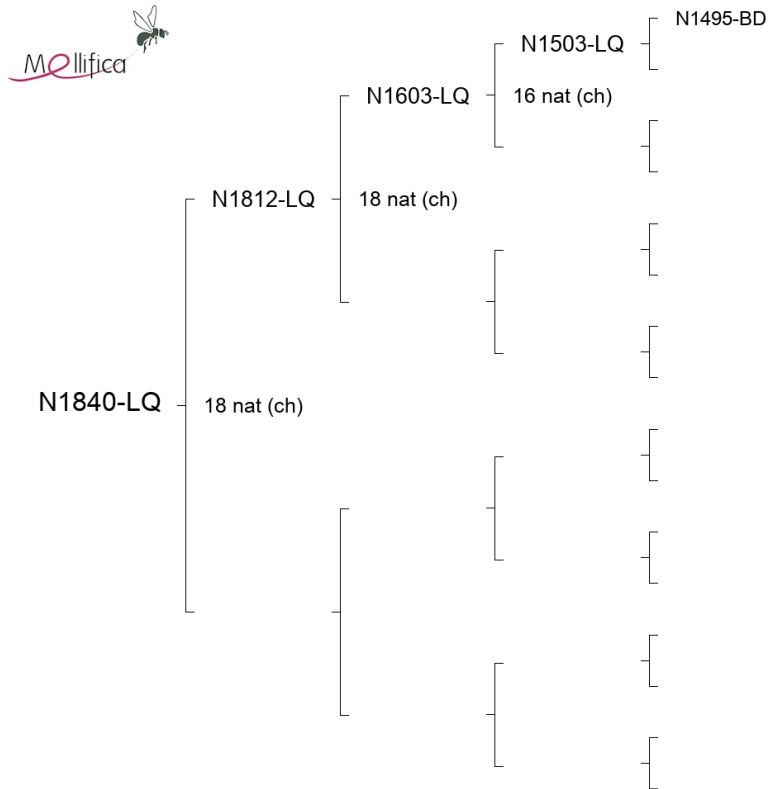 Mellifica
N1495-BD
N1503-LQ
N1603-LQ
16 nat (ch)
N1812-LQ
18 nat (ch)
N1840-LQ
18 nat (ch)